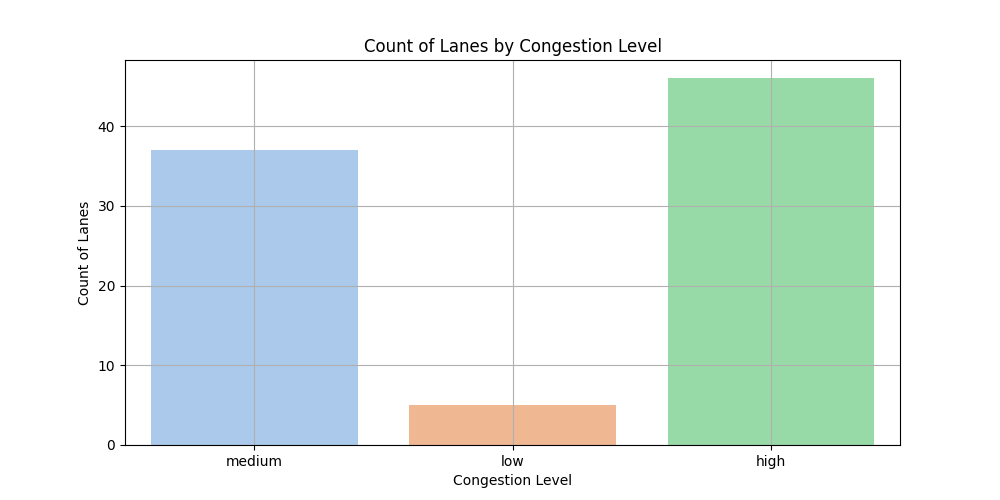 Count of Lanes by Congestion Level
Count of Lanes
40
30
20
10
0
medium low high
Congestion Level